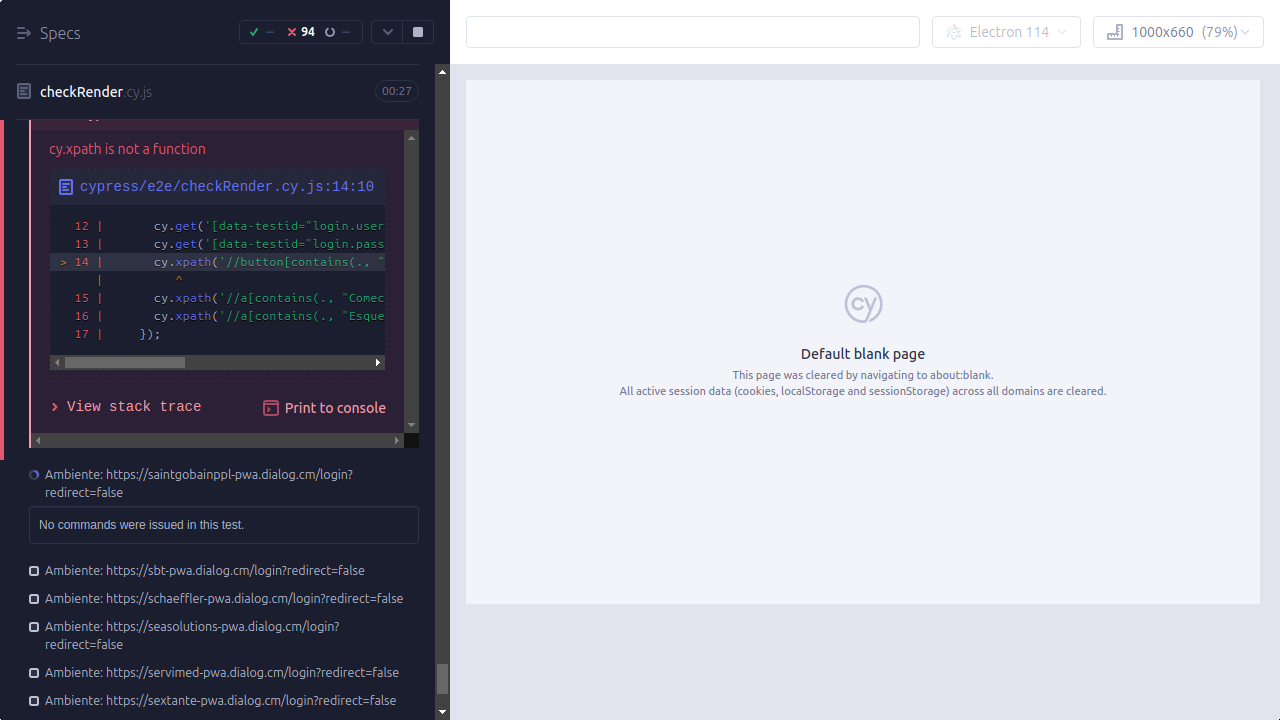 Specs
-- 94 --
Electron 114
1000x660 (79%)
checkRender.cy.js
00:27
cy.xpath is not a function
cypress/e2e/checkRender.cy.js:14:10
12 | cy.get('[data-testid="login.user
13 | cy.get('[data-testid="login.pass
> 14 | cy.xpath('//button[contains(., "
| ^
15 | cy.xpath('//a[contains(., "Comec
16 | cy.xpath('//a[contains(., "Esque
17 | });
View stack trace
Print to console
Ambiente: https://saintgobainppl-pwa.dialog.cm/login?
redirect=false
No commands were issued in this test.
Ambiente: https://sbt-pwa.dialog.cm/login?redirect=false
Ambiente: https://schaeffler-pwa.dialog.cm/login?redirect=false
Ambiente: https://seasolutions-pwa.dialog.cm/login?
redirect=false
Ambiente: https://servimed-pwa.dialog.cm/login?redirect=false
Ambiente: https://sextante-pwa.dialog.cm/login?redirect=false
cy
Default blank page
This page was cleared by navigating to about:blank.
All active session data (cookies, localStorage and sessionStorage) across all domains are cleared.